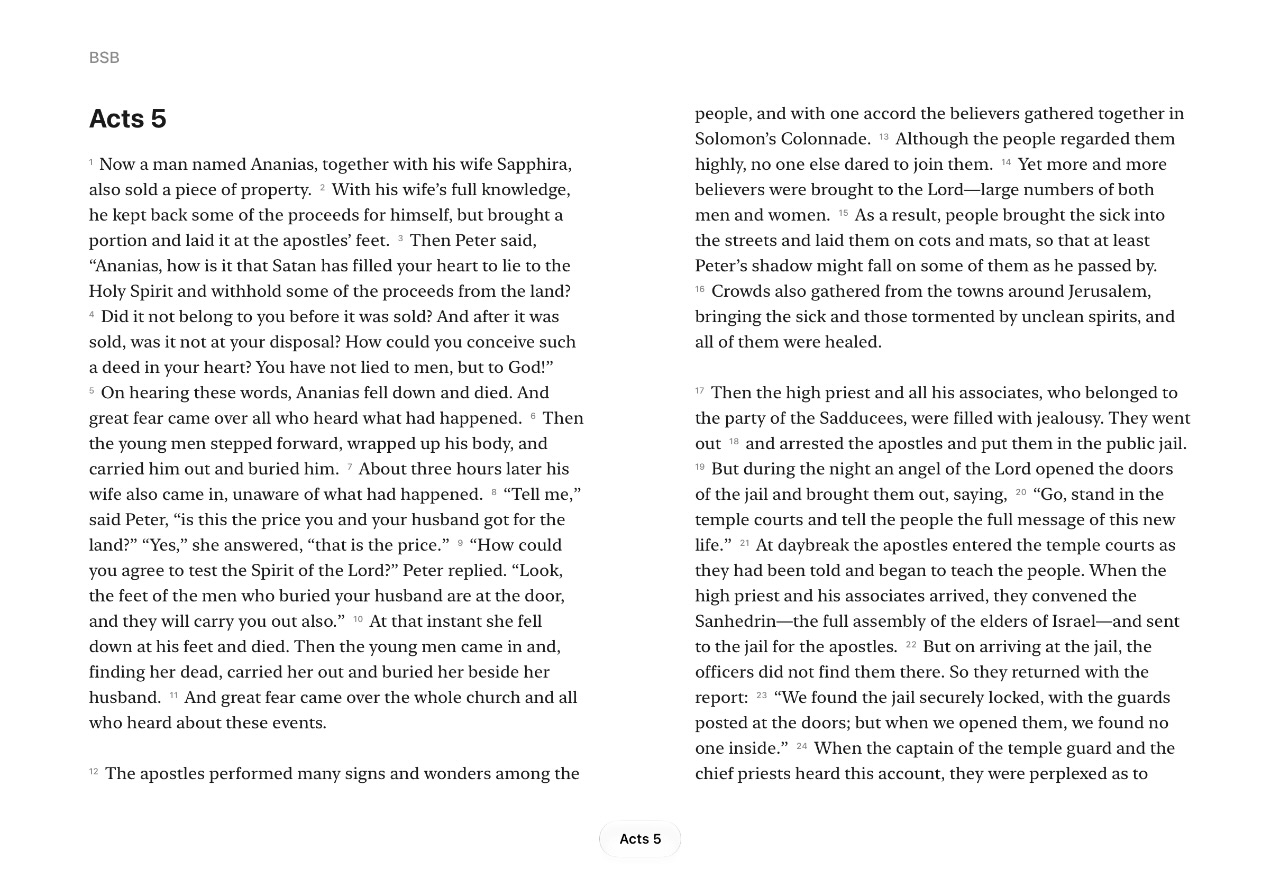 BSB
Acts 5
1 Now a man named Ananias, together with his wife Sapphira,
also sold a piece of property. 2 With his wife’s full knowledge,
he kept back some of the proceeds for himself, but brought a
portion and laid it at the apostles’ feet. 3 Then Peter said,
“Ananias, how is it that Satan has filled your heart to lie to the
Holy Spirit and withhold some of the proceeds from the land?
4 Did it not belong to you before it was sold? And after it was
sold, was it not at your disposal? How could you conceive such
a deed in your heart? You have not lied to men, but to God!”
5 On hearing these words, Ananias fell down and died. And
great fear came over all who heard what had happened. 6 Then
the young men stepped forward, wrapped up his body, and
carried him out and buried him. 7 About three hours later his
wife also came in, unaware of what had happened. 8 “Tell me,”
said Peter, “is this the price you and your husband got for the
land?” “Yes,” she answered, “that is the price.” 9 “How could
you agree to test the Spirit of the Lord?” Peter replied. “Look,
the feet of the men who buried your husband are at the door,
and they will carry you out also.” 10 At that instant she fell
down at his feet and died. Then the young men came in and,
finding her dead, carried her out and buried her beside her
husband. 11 And great fear came over the whole church and all
who heard about these events.
12 The apostles performed many signs and wonders among the
people, and with one accord the believers gathered together in
Solomon’s Colonnade. 13 Although the people regarded them
highly, no one else dared to join them. 14 Yet more and more
believers were brought to the Lord—large numbers of both
men and women. 15 As a result, people brought the sick into
the streets and laid them on cots and mats, so that at least
Peter’s shadow might fall on some of them as he passed by.
16 Crowds also gathered from the towns around Jerusalem,
bringing the sick and those tormented by unclean spirits, and
all of them were healed.
17 Then the high priest and all his associates, who belonged to
the party of the Sadducees, were filled with jealousy. They went
out 18 and arrested the apostles and put them in the public jail.
19 But during the night an angel of the Lord opened the doors
of the jail and brought them out, saying, 20 “Go, stand in the
temple courts and tell the people the full message of this new
life.” 21 At daybreak the apostles entered the temple courts as
they had been told and began to teach the people. When the
high priest and his associates arrived, they convened the
Sanhedrin—the full assembly of the elders of Israel—and sent
to the jail for the apostles. 22 But on arriving at the jail, the
officers did not find them there. So they returned with the
report: 23 “We found the jail securely locked, with the guards
posted at the doors; but when we opened them, we found no
one inside.” 24 When the captain of the temple guard and the
chief priests heard this account, they were perplexed as to
Acts 5